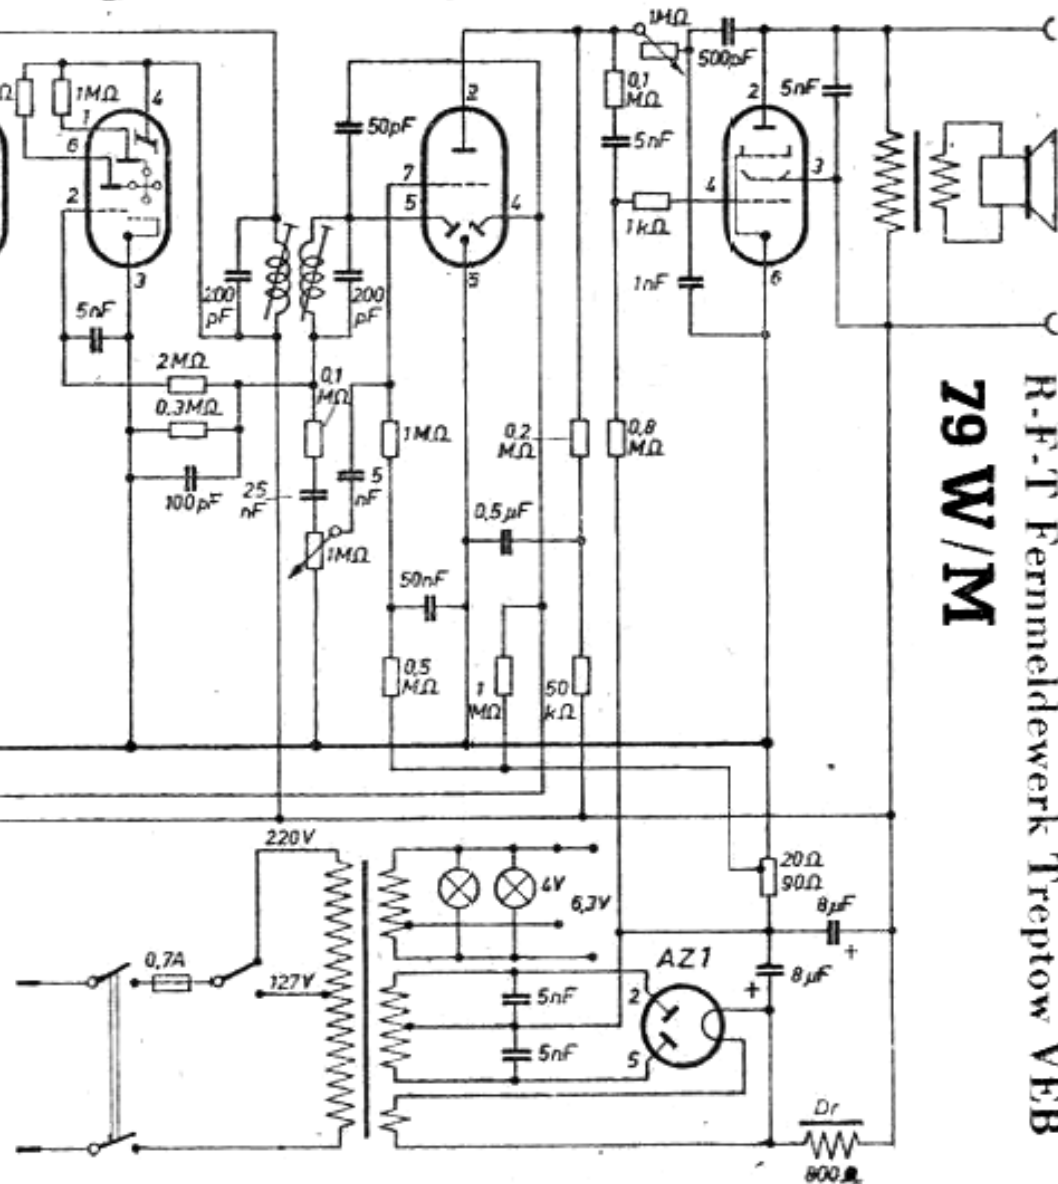 1MΩ
500pF
Ω
1MΩ
4
1
6
2
3
50pF
2
7
5
4
5
0,1
MΩ
5nF
1kΩ
1nF
2
4
3
6
5nF
200
pF
200
pF
5nF
2MΩ
0.3MΩ
100pF
0,1
MΩ
25
nF
5
nF
1MΩ
1MΩ
0,2
MΩ
0,8
MΩ
0,5µF
50nF
0,5
MΩ
1
MΩ
50
kΩ
R-F-T Fernmeldewerk Treptow VEB
79 W/M
220V
127V
0,7A
4V
6,3V
5nF
5nF
AZ1
2
5
20Ω
90Ω
8µF
+
8µF
+
Dr
800Ω